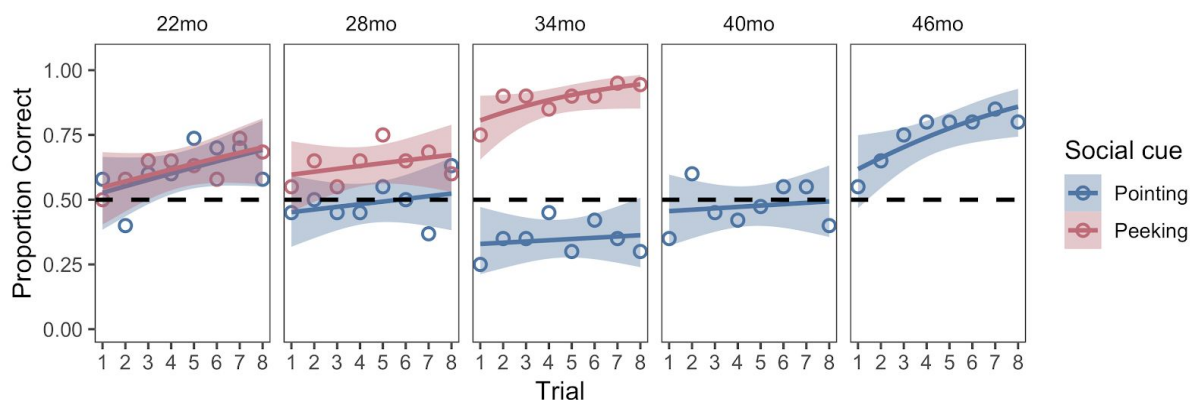 22mo 28mo 34mo 40mo 46mo
Proportion Correct
1.00
0.75
0.50
0.25
0.00
1 2 3 4 5 6 7 8 1 2 3 4 5 6 7 8 1 2 3 4 5 6 7 8 1 2 3 4 5 6 7 8 1 2 3 4 5 6 7 8
Trial
Social cue
Pointing
Peeking